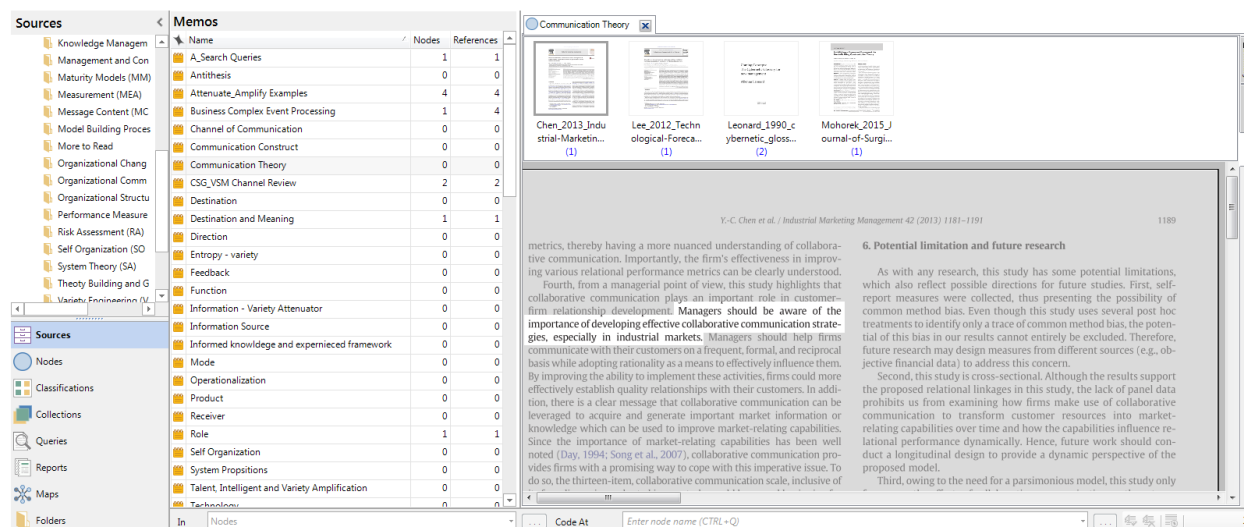 Sources
Knowledge Managem
Management and Con
Maturity Models (MM)
Measurement (MEA)
Message Content (MC
Model Building Proces
More to Read
Organizational Chang
Organizational Comm
Organizational Structu
Performance Measure
Risk Assessment (RA)
Self Organization (SO
System Theory (SA)
Theoty Building and G
Variety Engineering (V
Sources
Nodes
Classifications
Collections
Queries
Reports
Maps
Folders
Memos
Name Nodes References
A_Search Queries 1 1
Antithesis 0 0
Attenuate_Amplify Examples 4 4
Business Complex Event Processing 1 4
Channel of Communication 0 0
Communication Construct 0 0
Communication Theory 0 0
CSG_VSM Channel Review 2 2
Destination 0 0
Destination and Meaning 1 1
Direction 0 0
Entropy - variety 0 0
Feedback 0 0
Function 0 0
Information - Variety Attenuator 0 0
Information Source 0 0
Informed knowldege and expernieced framework 0 0
Mode 0 0
Operationalization 0 0
Product 0 0
Receiver 0 0
Role 1 1
Self Organization 0 0
System Propsitions 0 0
Talent, Intelligent and Variety Amplification 0 0
Technology
In Nodes
Communication Theory
Chen_2013_Indu
strial-Marketin...
(1)
Lee_2012_Techn
ological-Foreca...
(1)
Leonard_1990_c
ybernetic_gloss...
(2)
Mohorek_2015_J
ournal-of-Surgi...
(1)
Y.-C. Chen et al. / Industrial Marketing Management 42 (2013) 1181–1191 1189
metrics, thereby having a more nuanced understanding of collabora-
tive communication. Importantly, the firm's effectiveness in improv-
ing various relational performance metrics can be clearly understood.
Fourth, from a managerial point of view, this study highlights that
collaborative communication plays an important role in customer–
firm relationship development. Managers should be aware of the
importance of developing effective collaborative communication strate-
gies, especially in industrial markets. Managers should help firms
communicate with their customers on a frequent, formal, and reciprocal
basis while adopting rationality as a means to effectively influence them.
By improving the ability to implement these activities, firms could more
effectively establish quality relationships with their customers. In addi-
tion, there is a clear message that collaborative communication can be
leveraged to acquire and generate important market information or
knowledge which can be used to improve market-relating capabilities.
Since the importance of market-relating capabilities has been well
noted (Day, 1994; Song et al., 2007), collaborative communication pro-
vides firms with a promising way to cope with this imperative issue. To
do so, the thirteen-item, collaborative communication scale, inclusive of
6. Potential limitation and future research
As with any research, this study has some potential limitations,
which also reflect possible directions for future studies. First, self-
report measures were collected, thus presenting the possibility of
common method bias. Even though this study uses several post hoc
treatments to identify only a trace of common method bias, the poten-
tial of this bias in our results cannot entirely be excluded. Therefore,
future research may design measures from different sources (e.g., ob-
jective financial data) to address this concern.
Second, this study is cross-sectional. Although the results support
the proposed relational linkages in this study, the lack of panel data
prohibits us from examining how firms make use of collaborative
communication to transform customer resources into market-
relating capabilities over time and how the capabilities influence re-
lational performance dynamically. Hence, future work should con-
duct a longitudinal design to provide a dynamic perspective of the
proposed model.
Third, owing to the need for a parsimonious model, this study only
... Code At Enter node name (CTRL+Q) ...